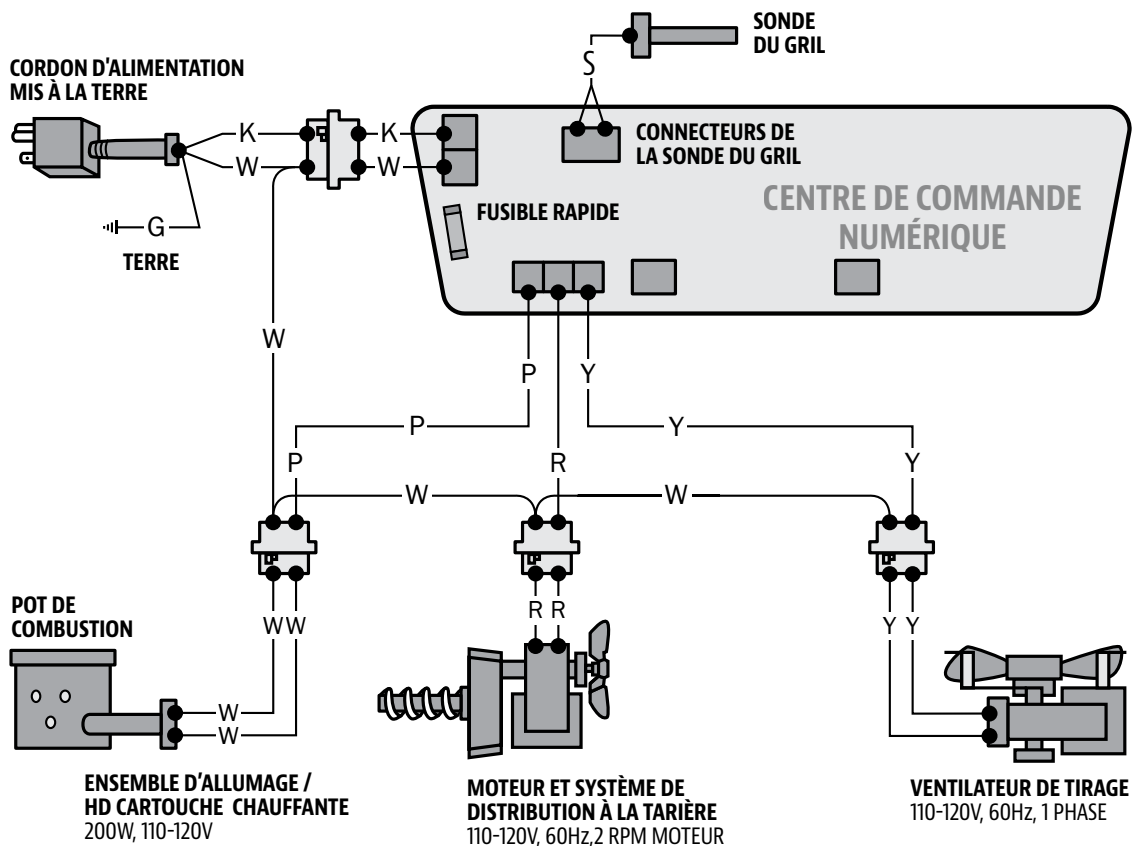 SONDE
DU GRIL
CORDON D'ALIMENTATION
MIS À LA TERRE
S
K
K
W
W
CONNECTEURS DE
LA SONDE DU GRIL
CENTRE DE COMMANDE
NUMÉRIQUE
FUSIBLE RAPIDE
G
TERRE
W
P
Y
P
Y
P
R
Y
W
W
POT DE
COMBUSTION
W W
R R
Y Y
W
W
ENSEMBLE D'ALLUMAGE /
HD CARTOUCHE CHAUFFANTE
200W, 110-120V
MOTEUR ET SYSTÈME DE
DISTRIBUTION À LA TARIÈRE
110-120V, 60Hz,2 RPM MOTEUR
VENTILATEUR DE TIRAGE
110-120V, 60Hz, 1 PHASE